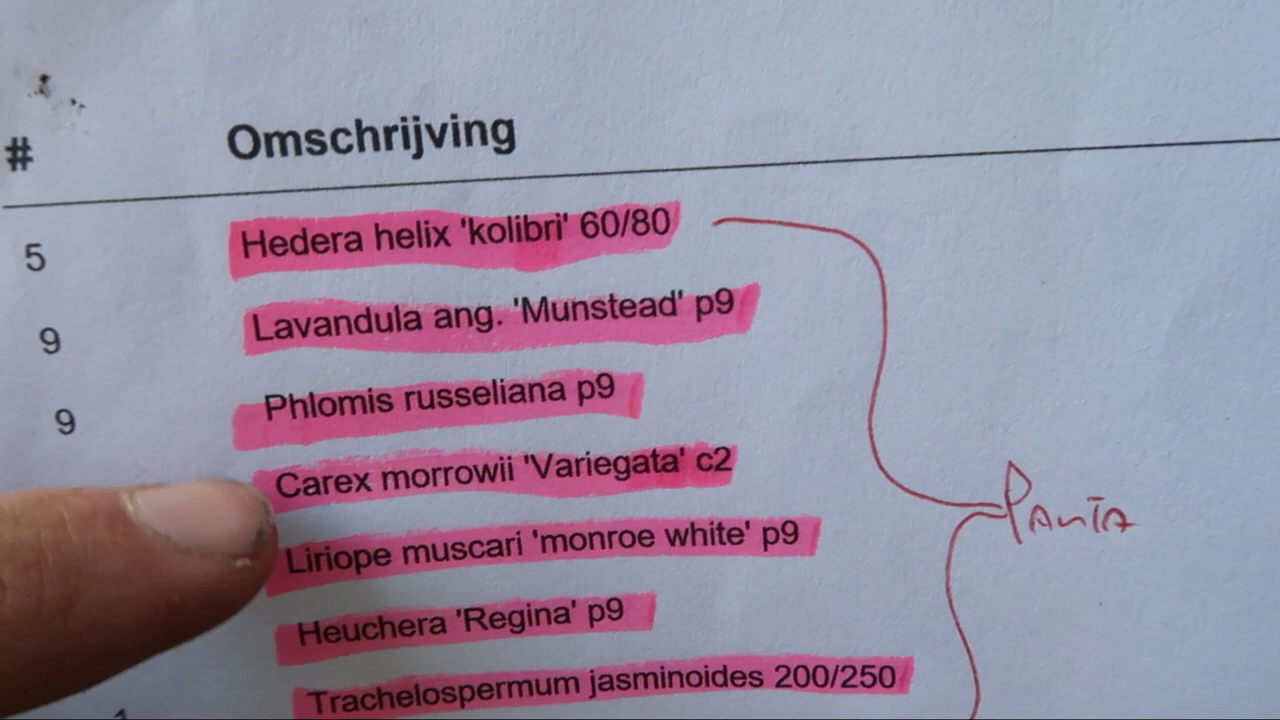 # Omschrijving
5 Hedera helix 'kolibri' 60/80
9 Lavandula ang. 'Munstead' p9
9 Phlomis russeliana p9
Carex morrowii 'Variegata' c2
Liriope muscari 'monroe white' p9
Heuchera 'Regina' p9
Trachelospermum jasminoides 200/250